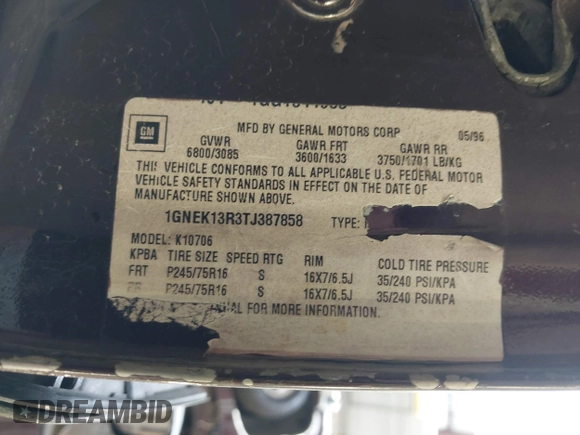 GM
MFD BY GENERAL MOTORS CORP 05/96
GVWR GAWR FRT GAWR RR
6800/3085 3600/1633 3750/1701 LB/KG
THIS VEHICLE CONFORMS TO ALL APPLICABLE U.S. FEDERAL MOTOR
VEHICLE SAFETY STANDARDS IN EFFECT ON THE DATE OF
MANUFACTURE SHOWN ABOVE.
1GNEK13R3TJ387858 TYPE:
MODEL: K10706
KPBA TIRE SIZE SPEED RTG RIM COLD TIRE PRESSURE
FRT P245/75R16 S 16X7/6.5J 35/240 PSI/KPA
RR P245/75R16 S 16X7/6.5J 35/240 PSI/KPA
FOR MORE INFORMATION.
DREAMBID